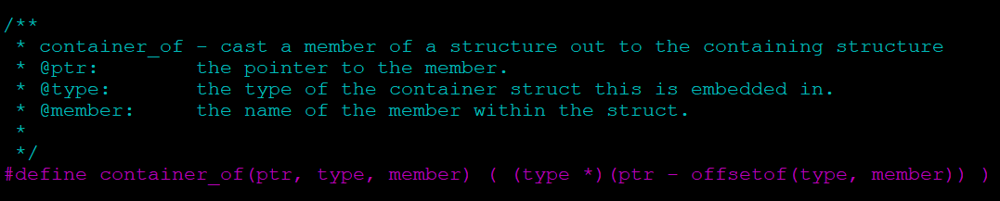 /**
 * container_of - cast a member of a structure out to the containing structure
 * @ptr:        the pointer to the member.
 * @type:       the type of the container struct this is embedded in.
 * @member:     the name of the member within the struct.
 *
 */
#define container_of(ptr, type, member) ( (type *)(ptr - offsetof(type, member)) )